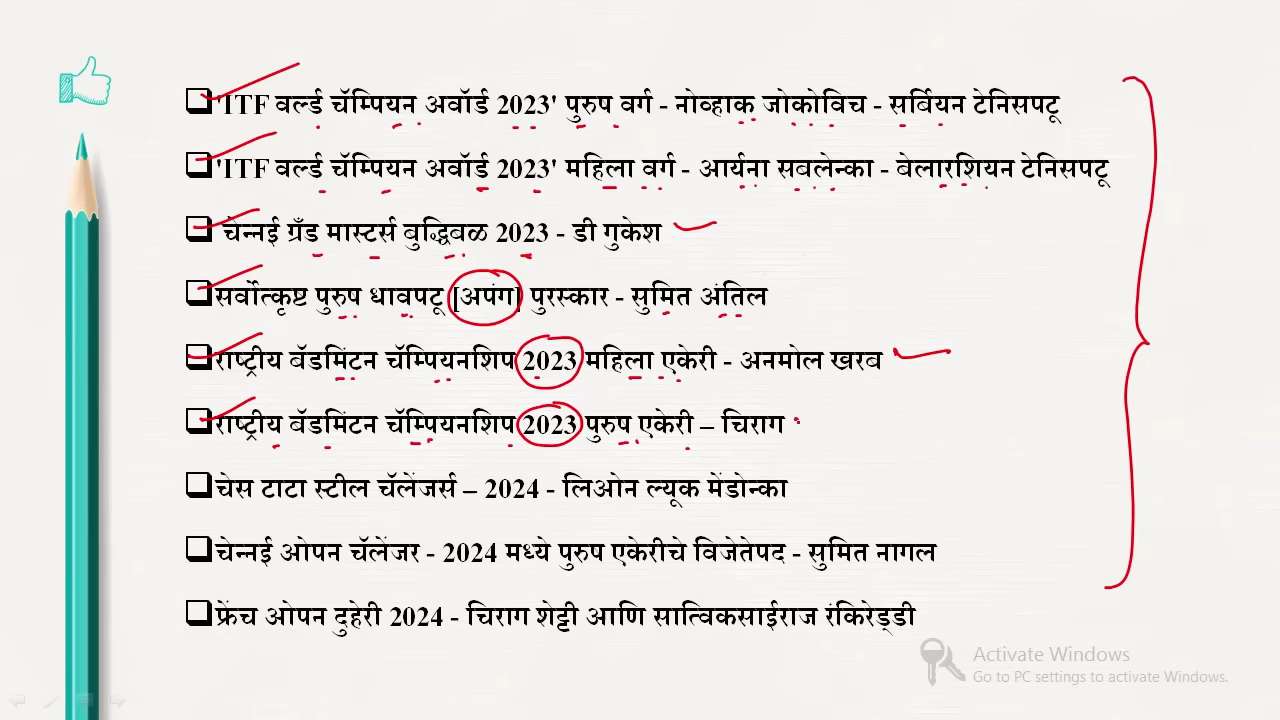 'ITF वर्ल्ड चॅम्पियन अवॉर्ड 2023' पुरुष वर्ग - नोव्हाक जोकोविच - सर्बियन टेनिसपटू
'ITF वर्ल्ड चॅम्पियन अवॉर्ड 2023' महिला वर्ग - आर्यना सबलेन्का - बेलारशियन टेनिसपटू
चेन्नई ग्रँड मास्टर्स बुद्धिबळ 2023 - डी गुकेश
सर्वोत्कृष्ट पुरुष धावपटू [अपंग] पुरस्कार - सुमित अंतिल
राष्ट्रीय बॅडमिंटन चॅम्पियनशिप 2023 महिला एकेरी - अनमोल खरब
राष्ट्रीय बॅडमिंटन चॅम्पियनशिप 2023 पुरुष एकेरी – चिराग
चेस टाटा स्टील चॅलेंजर्स – 2024 - लिओन ल्यूक मेंडोन्का
चेन्नई ओपन चॅलेंजर - 2024 मध्ये पुरुष एकेरीचे विजेतेपद - सुमित नागल
फ्रेंच ओपन दुहेरी 2024 - चिराग शेट्टी आणि सात्विकसाईराज रंकिरेड्डी
Activate Windows
Go to PC settings to activate Windows.